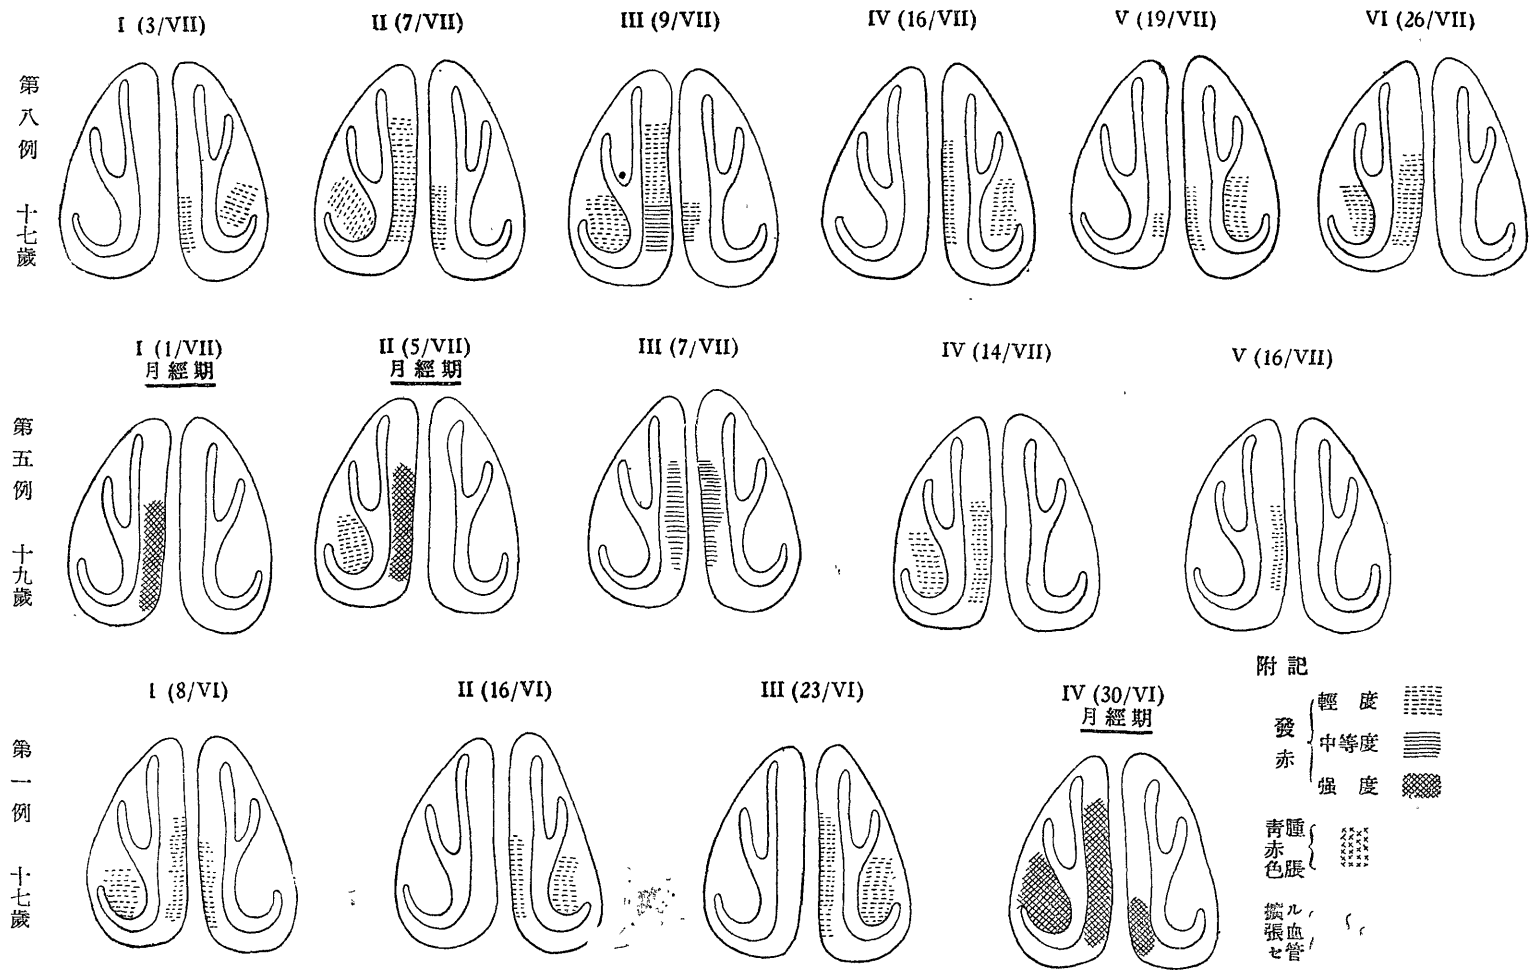 I (3/VII)
II (7/VII)
III (9/VII)
IV (16/VII)
V (19/VII)
VI (26/VII)
第八例 十七歲
I (1/VII)
月經期
II (5/VII)
月經期
III (7/VII)
IV (14/VII)
V (16/VII)
第五例 十九歲
I (8/VI)
II (16/VI)
III (23/VI)
IV (30/VI)
月經期
第一例 十七歲
附記
發赤
輕度
中等度
强度
腫脹
靑赤色
ル血管
擴張セ